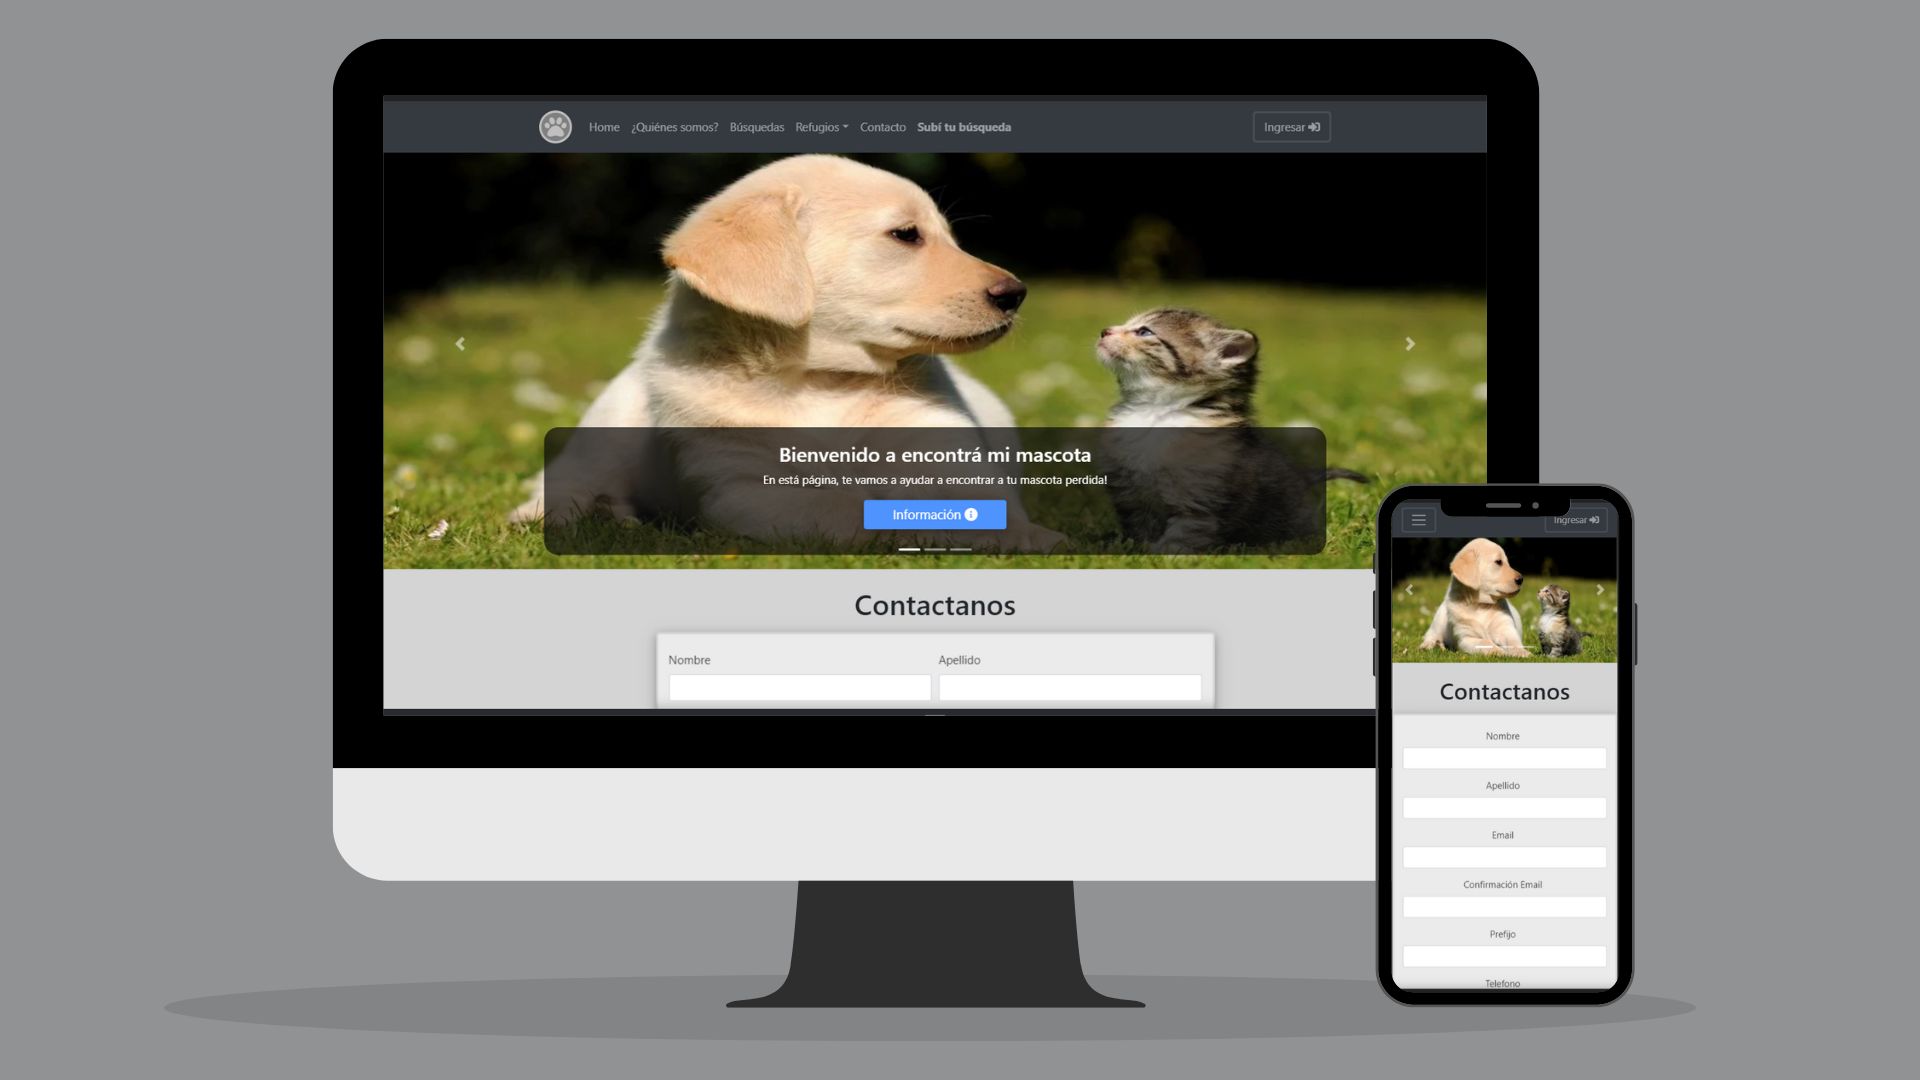 Home ¿Quiénes somos? Búsquedas Refugios Contacto Subí tu búsqueda Ingresar
Bienvenido a encontrá mi mascota
En está página, te vamos a ayudar a encontrar a tu mascota perdida!
Información
Contactanos
Nombre Apellido
Ingresar
Contactanos
Nombre
Apellido
Email
Confirmación Email
Prefijo
Telefono